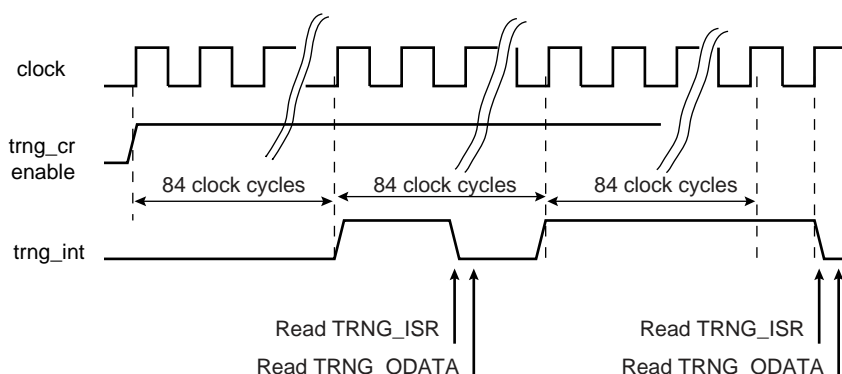 clock
trng_cr
enable
84 clock cycles
84 clock cycles
84 clock cycles
trng_int
Read TRNG_ISR
Read TRNG_ISR
Read TRNG_ODATA
Read TRNG_ODATA